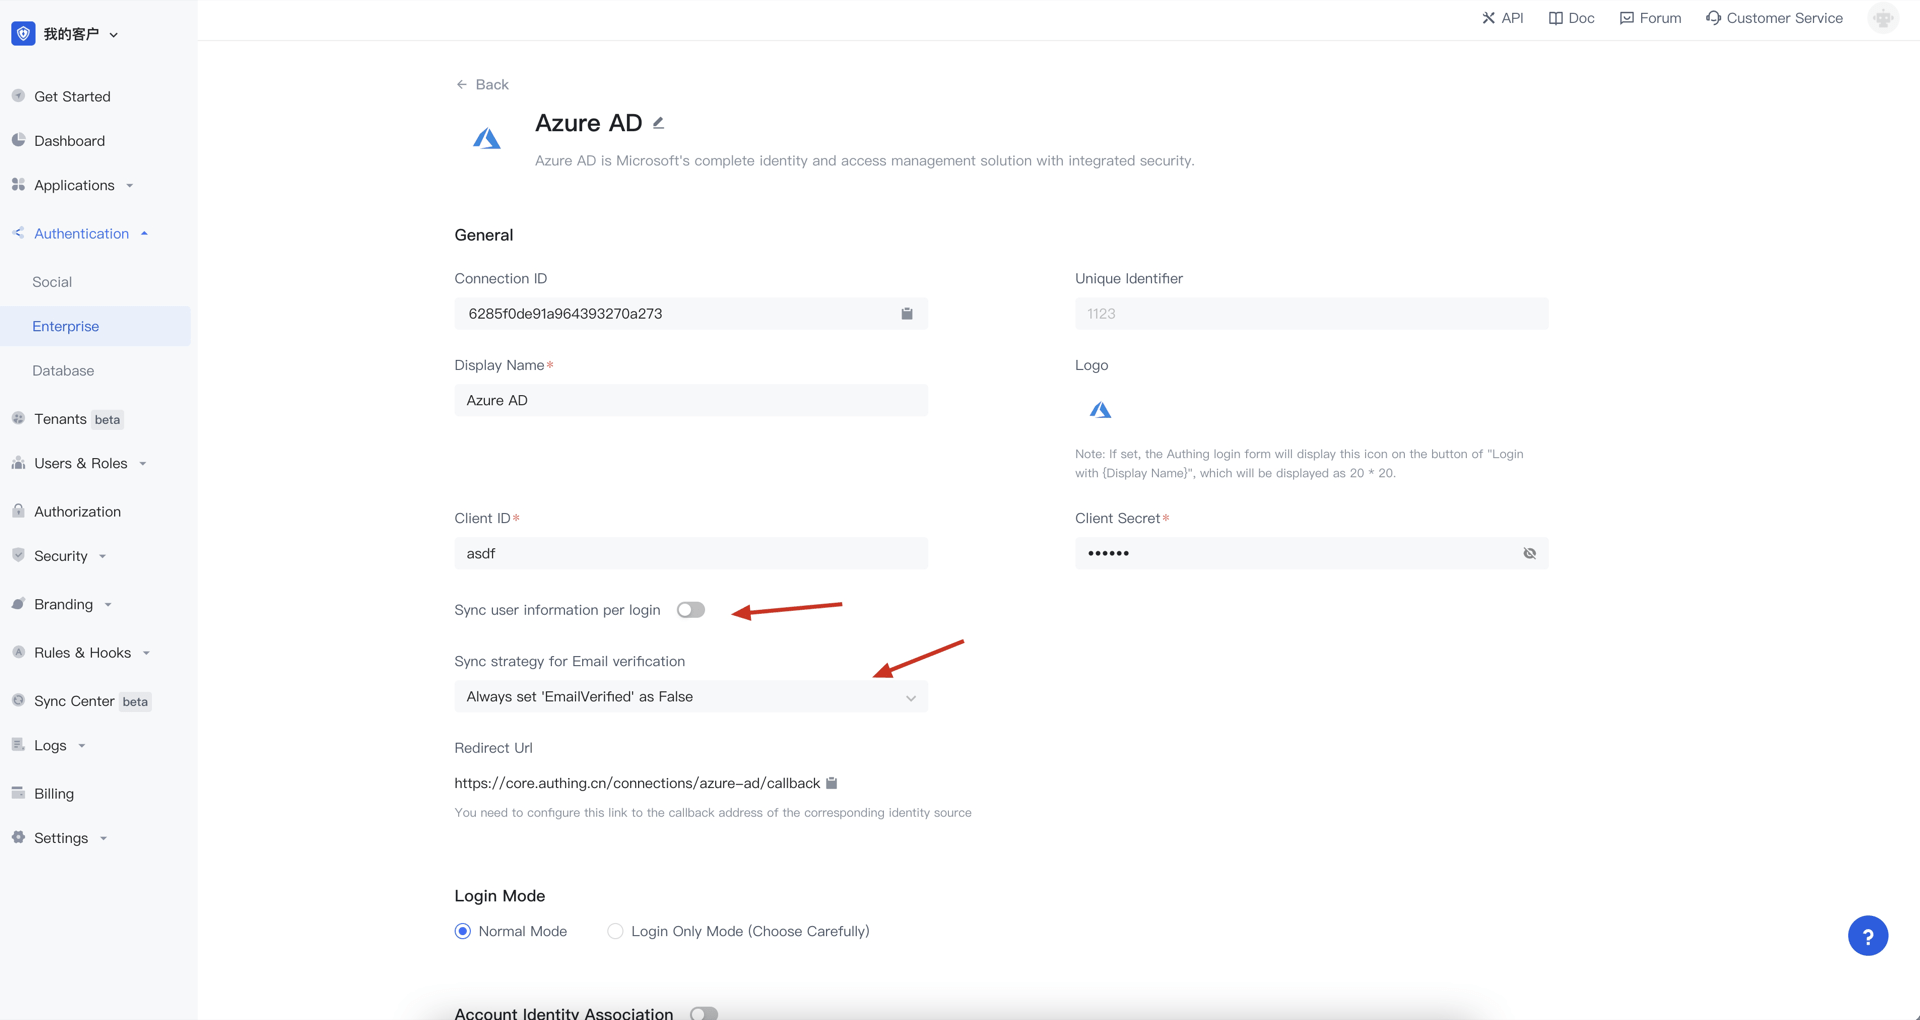 我的客户
API
Doc
Forum
Customer Service
Get Started
Dashboard
Applications
Authentication
Social
Enterprise
Database
Tenants beta
Users & Roles
Authorization
Security
Branding
Rules & Hooks
Sync Center beta
Logs
Billing
Settings
Back
Azure AD
Azure AD is Microsoft's complete identity and access management solution with integrated security.
General
Connection ID
6285f0de91a964393270a273
Unique Identifier
1123
Display Name*
Azure AD
Logo
Note: If set, the Authing login form will display this icon on the button of "Login
with {Display Name}", which will be displayed as 20 * 20.
Client ID*
asdf
Client Secret*
••••••
Sync user information per login
Sync strategy for Email verification
Always set 'EmailVerified' as False
Redirect Url
https://core.authing.cn/connections/azure-ad/callback
You need to configure this link to the callback address of the corresponding identity source
Login Mode
Normal Mode
Login Only Mode (Choose Carefully)
Account Identity Association
?